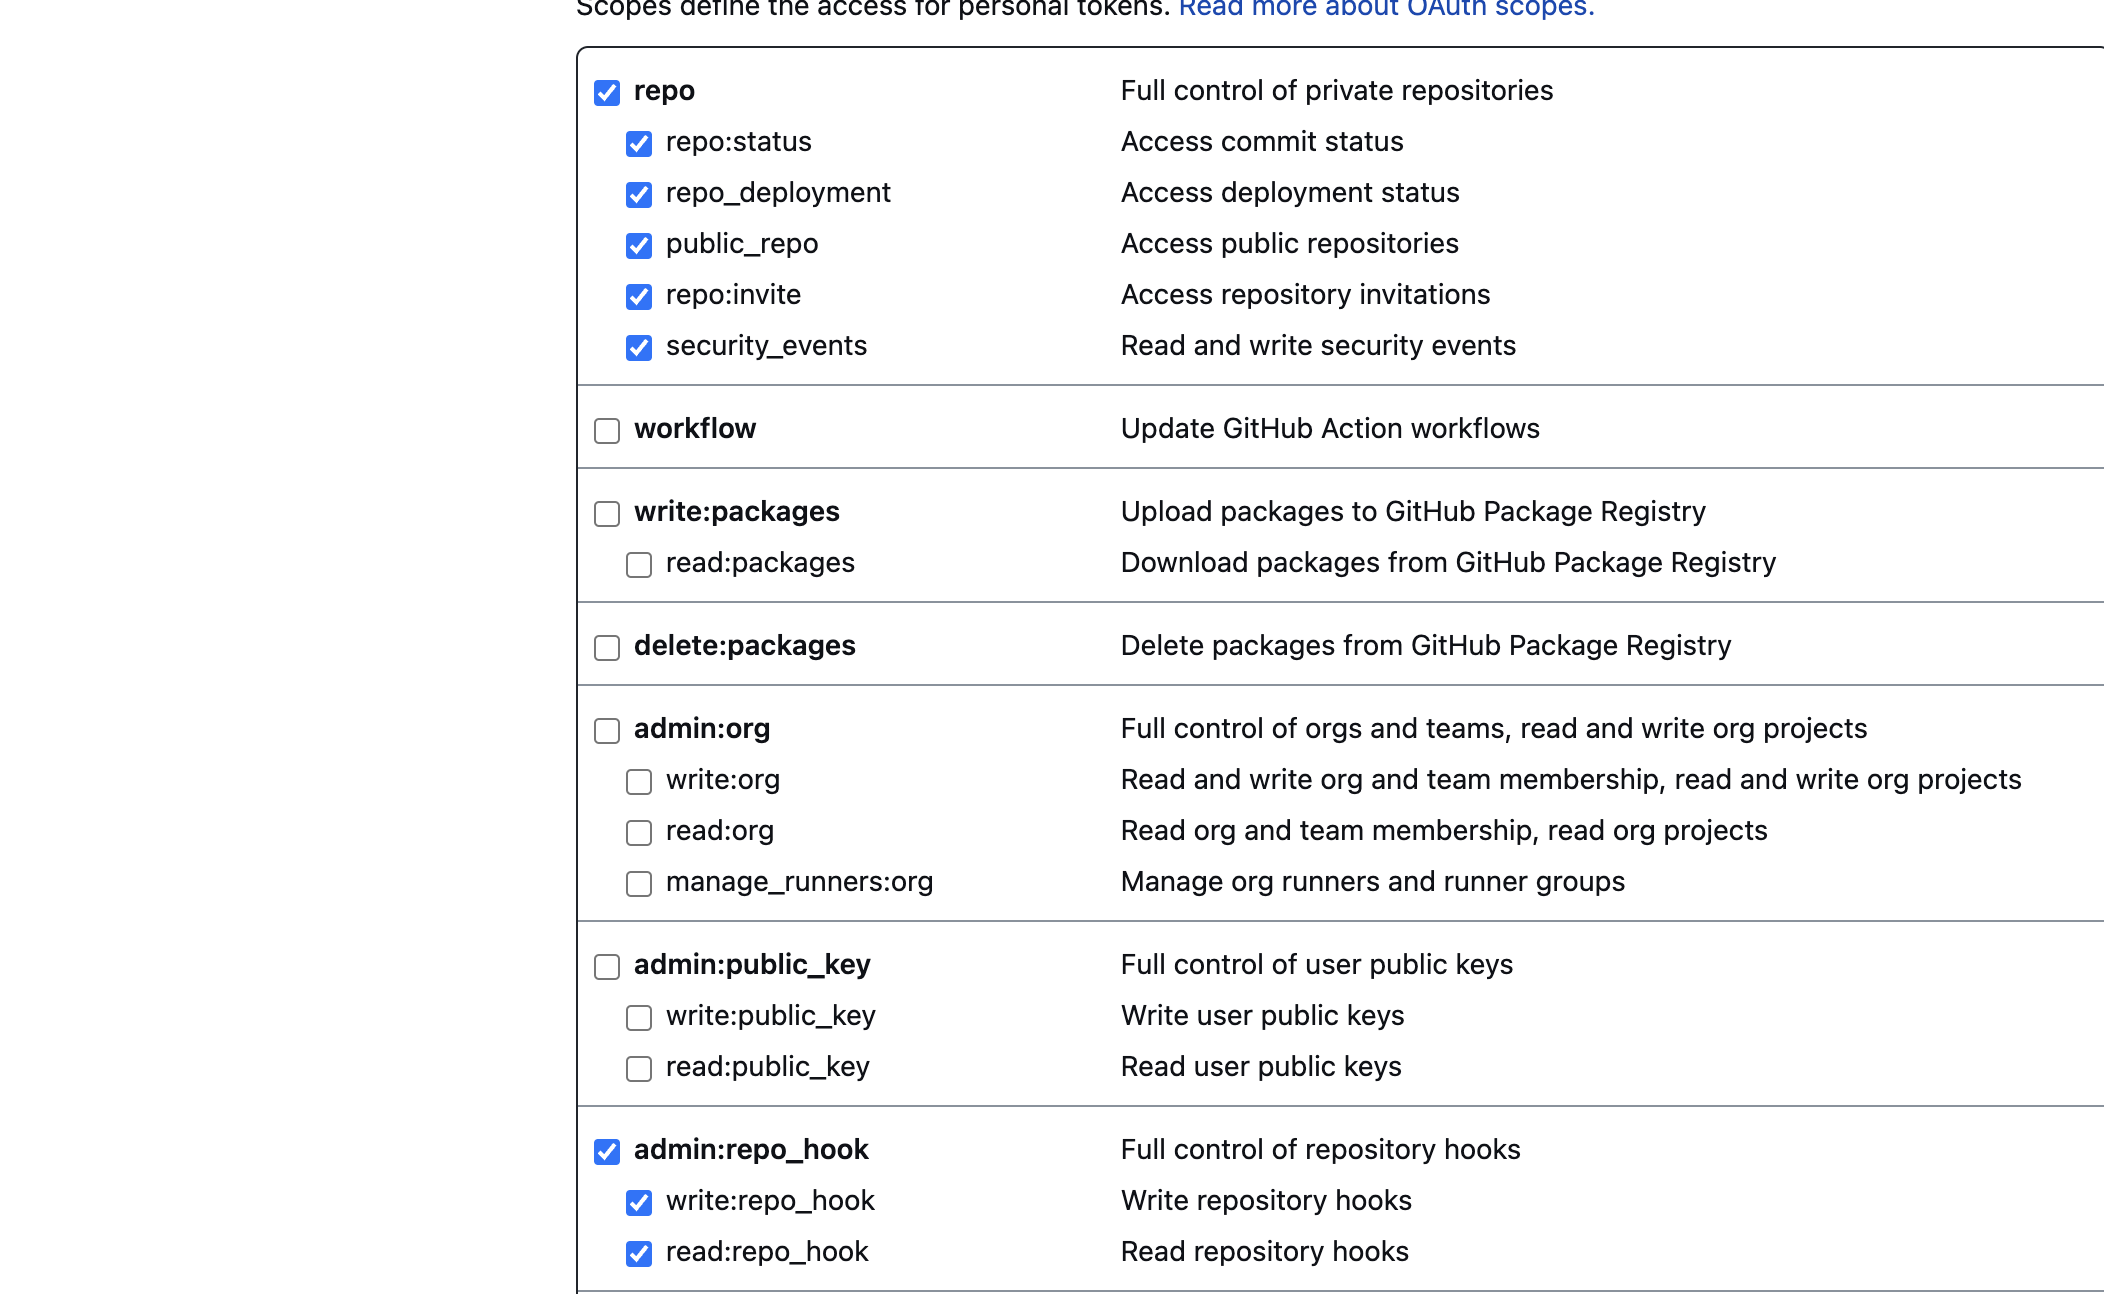 Scopes define the access for personal tokens. Read more about OAuth scopes.
repo Full control of private repositories
repo:status Access commit status
repo_deployment Access deployment status
public_repo Access public repositories
repo:invite Access repository invitations
security_events Read and write security events
workflow Update GitHub Action workflows
write:packages Upload packages to GitHub Package Registry
read:packages Download packages from GitHub Package Registry
delete:packages Delete packages from GitHub Package Registry
admin:org Full control of orgs and teams, read and write org projects
write:org Read and write org and team membership, read and write org projects
read:org Read org and team membership, read org projects
manage_runners:org Manage org runners and runner groups
admin:public_key Full control of user public keys
write:public_key Write user public keys
read:public_key Read user public keys
admin:repo_hook Full control of repository hooks
write:repo_hook Write repository hooks
read:repo_hook Read repository hooks